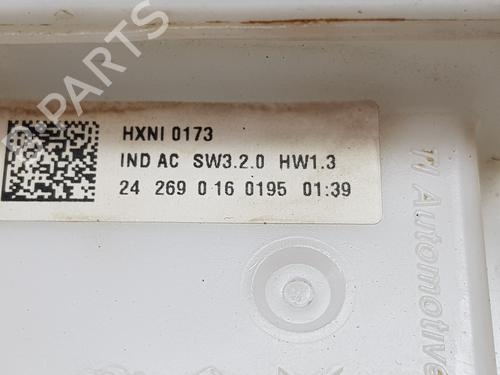 HXNI 0173
IND AC SW3.2.0 HW1.3
24 269 0 16 0195 01:39
TI Automotive
B-PARTS